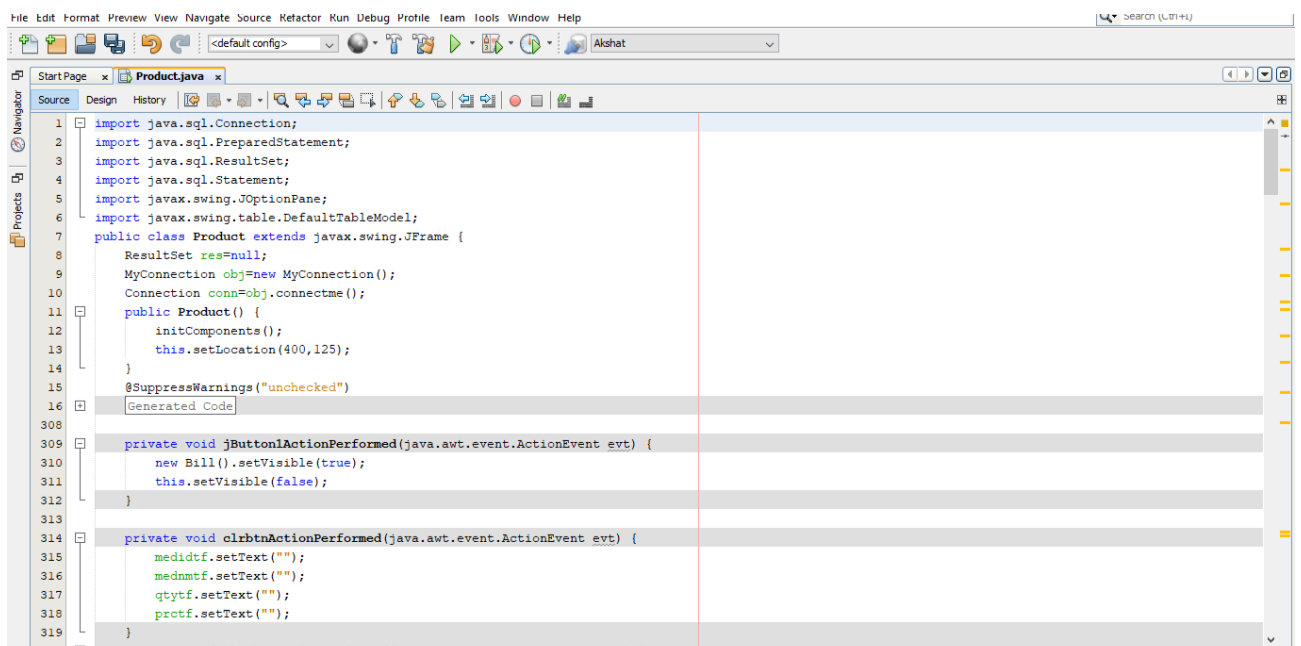 File Edit Format Preview View Navigate Source Refactor Run Debug Profile Team Tools Window Help
Search (Ctrl+I)
<default config>
Akshat
Start Page x Product.java x
Source Design History
Navigator
Projects
1 import java.sql.Connection;
2 import java.sql.PreparedStatement;
3 import java.sql.ResultSet;
4 import java.sql.Statement;
5 import javax.swing.JOptionPane;
6 import javax.swing.table.DefaultTableModel;
7 public class Product extends javax.swing.JFrame {
8 ResultSet res=null;
9 MyConnection obj=new MyConnection();
10 Connection conn=obj.connectme();
11 public Product() {
12 initComponents();
13 this.setLocation(400,125);
14 }
15 @SuppressWarnings("unchecked")
16 Generated Code
308
309 private void jButton1ActionPerformed(java.awt.event.ActionEvent evt) {
310 new Bill().setVisible(true);
311 this.setVisible(false);
312 }
313
314 private void clrbtnActionPerformed(java.awt.event.ActionEvent evt) {
315 medidtf.setText("");
316 mednmtf.setText("");
317 qtytf.setText("");
318 prctf.setText("");
319 }